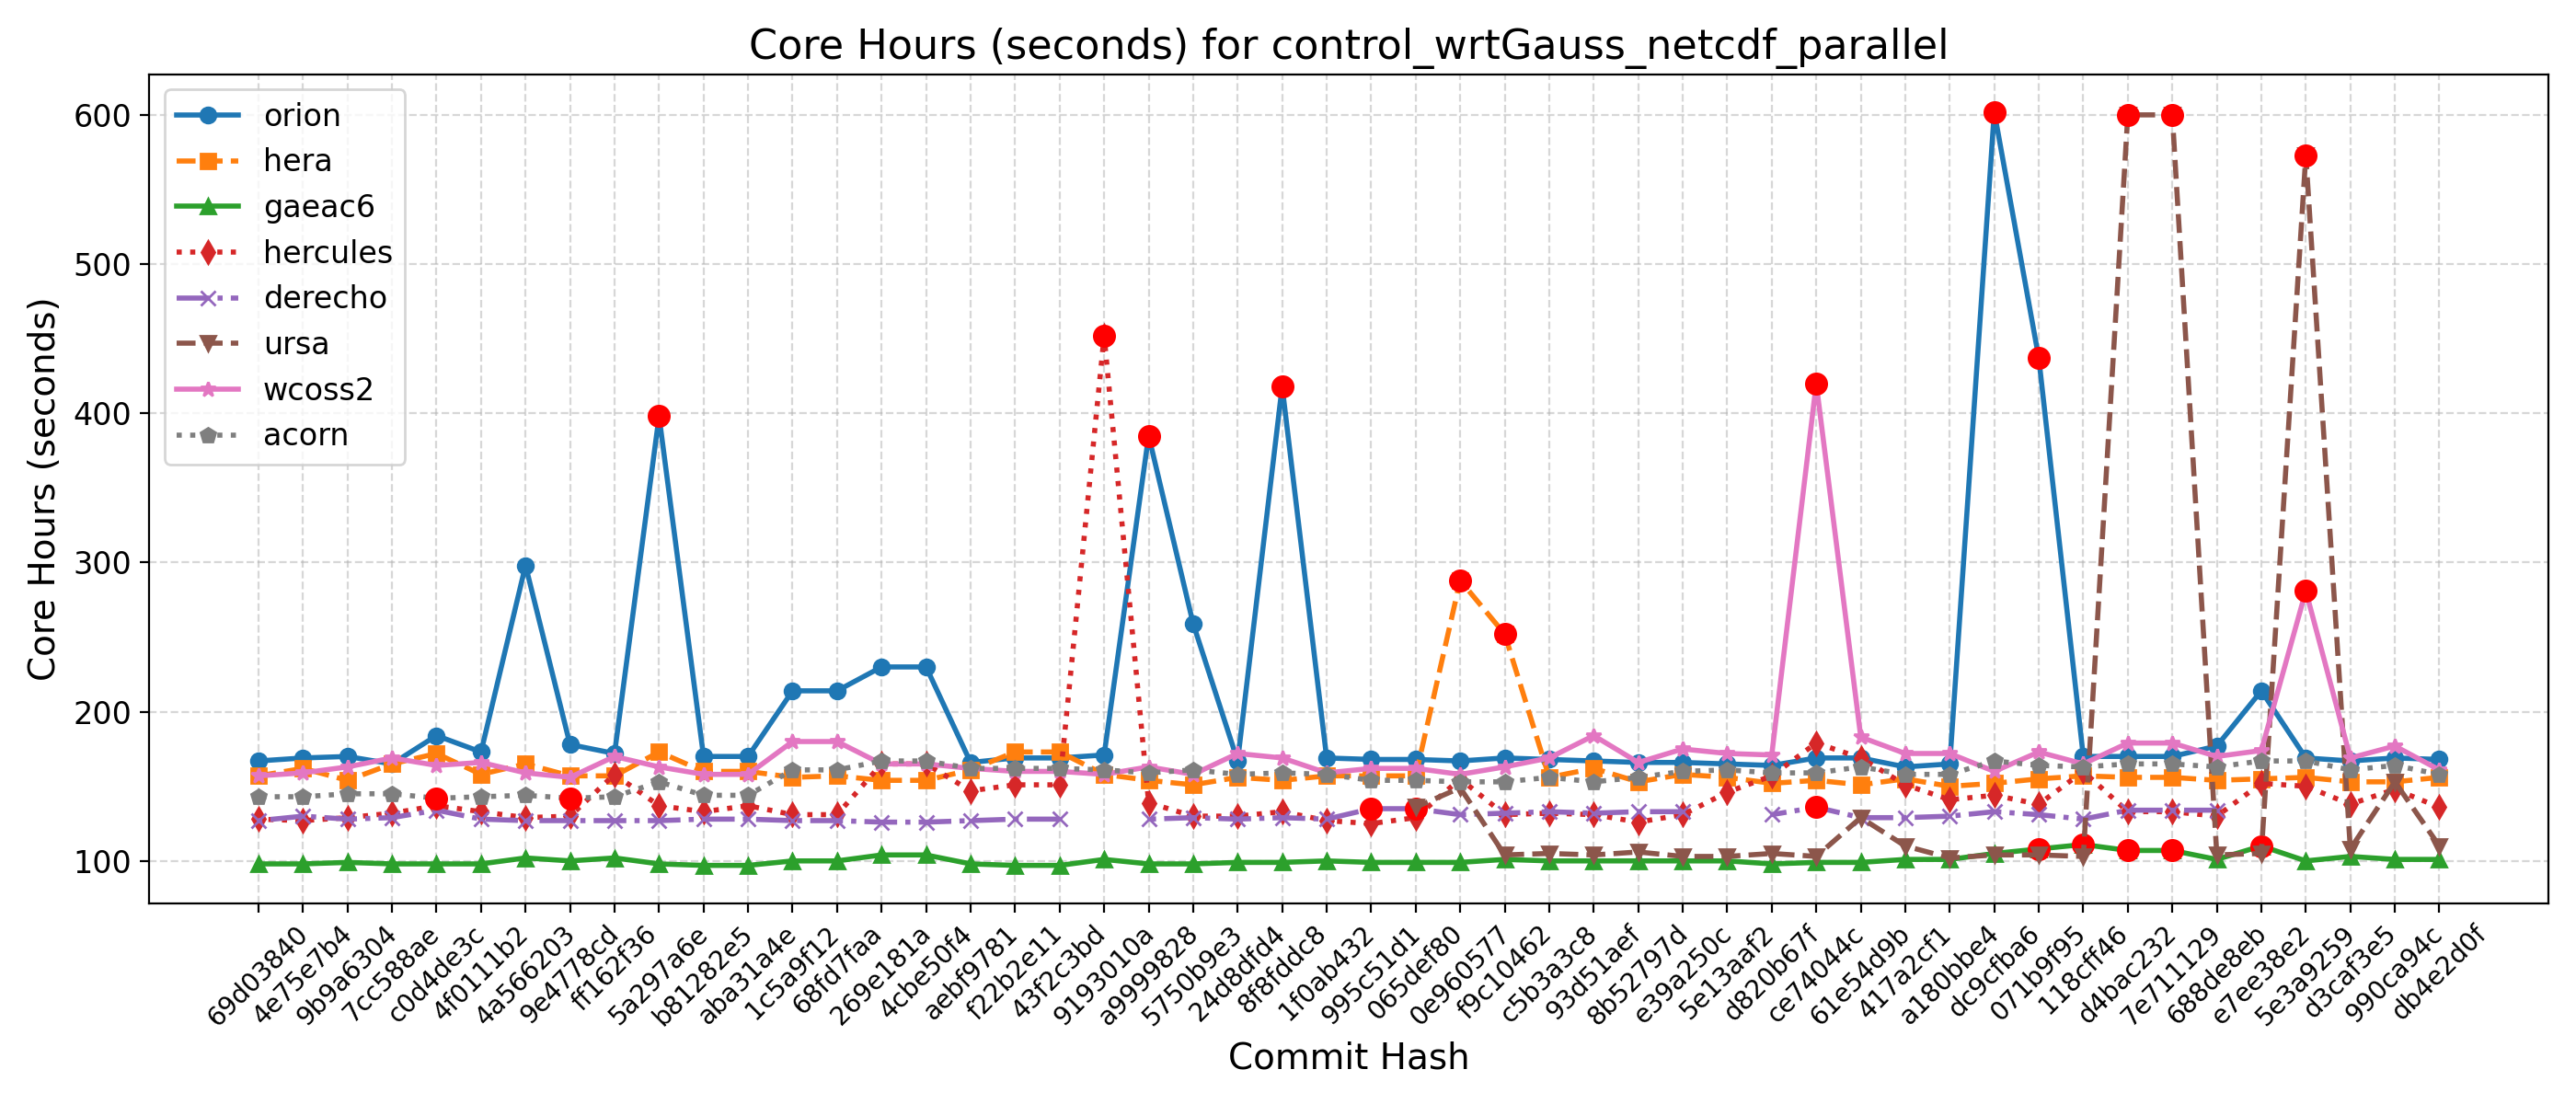 Core Hours (seconds) for control_wrtGauss_netcdf_parallel
Core Hours (seconds)
600
500
400
300
200
100
orion
hera
gaeac6
hercules
derecho
ursa
wcoss2
acorn
69d03840
4e75e7b4
9b9a6304
7cc588ae
c0d4de3c
4f0111b2
4a566203
9e4778cd
ff162f36
5a297a6e
b81282e5
aba31a4e
1c5a9f12
68fd7faa
269e181a
4cbe50f4
aebf9781
f22b2e11
43f2c3bd
9193010a
a9999828
5750b9e3
24d8dfd4
8f8fddc8
1f0ab432
995c51d1
065def80
0e960577
f9c10462
c5b3a3c8
93d51aef
8b52797d
e39a250c
5e13aaf2
d820b67f
ce74044c
61e54d9b
417a2cf1
a180bbe4
dc9cfba6
071b9f95
118cff46
d4bac232
7e711129
688de8eb
e7ee38e2
5e3a9259
d3caf3e5
990ca94c
db4e2d0f
Commit Hash